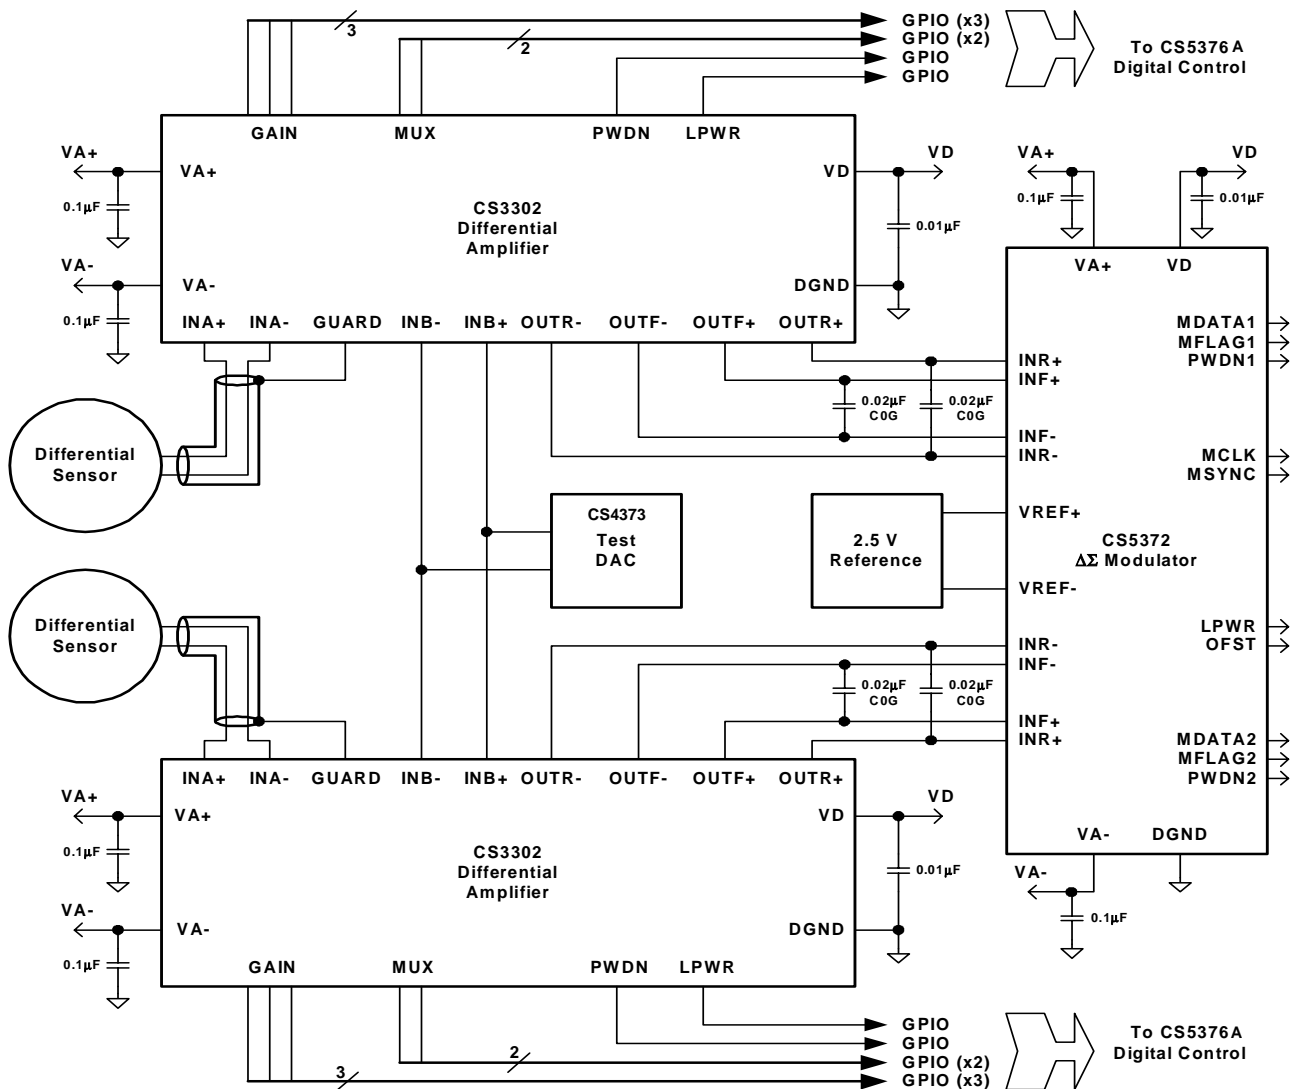 GPIO (x3)
3
GPIO (x2)
2
GPIO
GPIO
To CS5376A
Digital Control
GAIN
MUX
PWDN
LPWR
VA+
VA+
0.1µF
CS3302
Differential
Amplifier
VD
VD
0.01µF
VA-
VA-
0.1µF
DGND
INA+
INA-
GUARD
INB-
INB+
OUTR-
OUTF-
OUTF+
OUTR+
VA+
0.1µF
VD
0.01µF
VA+
VD
MDATA1
MFLAG1
PWDN1
INR+
INF+
0.02µF
C0G
0.02µF
C0G
INF-
INR-
MCLK
MSYNC
Differential
Sensor
CS4373
Test
DAC
2.5 V
Reference
VREF+
CS5372
ΔΣ Modulator
VREF-
Differential
Sensor
LPWR
OFST
INR-
INF-
0.02µF
C0G
0.02µF
C0G
INF+
INR+
MDATA2
MFLAG2
PWDN2
VA-
DGND
VA-
0.1µF
INA+
INA-
GUARD
INB-
INB+
OUTR-
OUTF-
OUTF+
OUTR+
VA+
VA+
0.1µF
CS3302
Differential
Amplifier
VD
VD
0.01µF
VA-
VA-
0.1µF
DGND
GAIN
MUX
PWDN
LPWR
GPIO
GPIO
2
GPIO (x2)
3
GPIO (x3)
To CS5376A
Digital Control